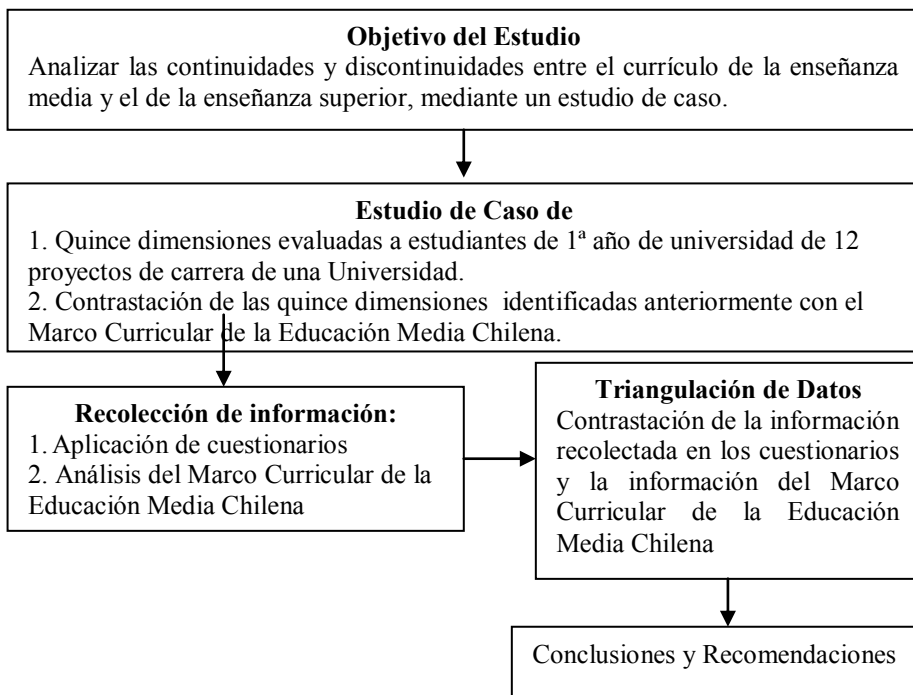 Objetivo del Estudio
Analizar las continuidades y discontinuidades entre el currículo de la enseñanza
media y el de la enseñanza superior, mediante un estudio de caso.
Estudio de Caso de
1. Quince dimensiones evaluadas a estudiantes de 1ª año de universidad de 12
proyectos de carrera de una Universidad.
2. Contrastación de las quince dimensiones identificadas anteriormente con el
Marco Curricular de la Educación Media Chilena.
Recolección de información:
1. Aplicación de cuestionarios
2. Análisis del Marco Curricular de la
Educación Media Chilena
Triangulación de Datos
Contrastación de la información
recolectada en los cuestionarios
y la información del Marco
Curricular de la Educación
Media Chilena
Conclusiones y Recomendaciones